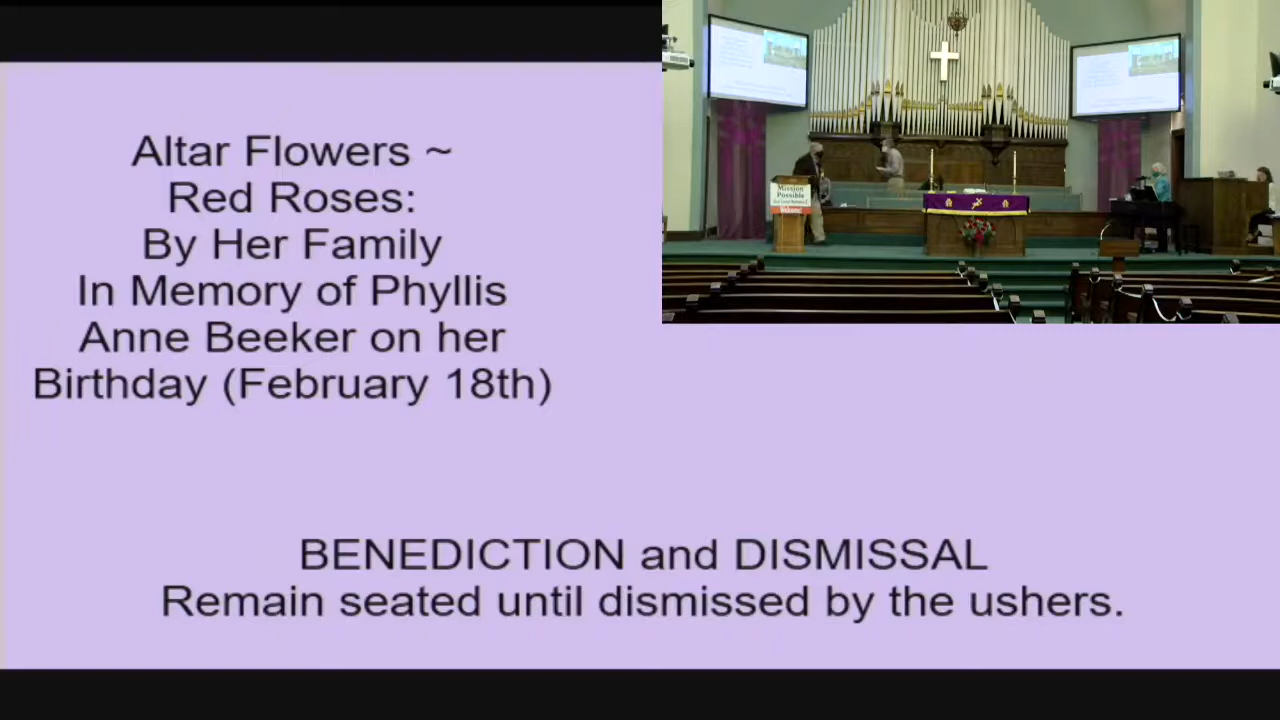 Altar Flowers ~
Red Roses:
By Her Family
In Memory of Phyllis
Anne Beeker on her
Birthday (February 18th)
Mission
Possible
Welcome!
BENEDICTION and DISMISSAL
Remain seated until dismissed by the ushers.